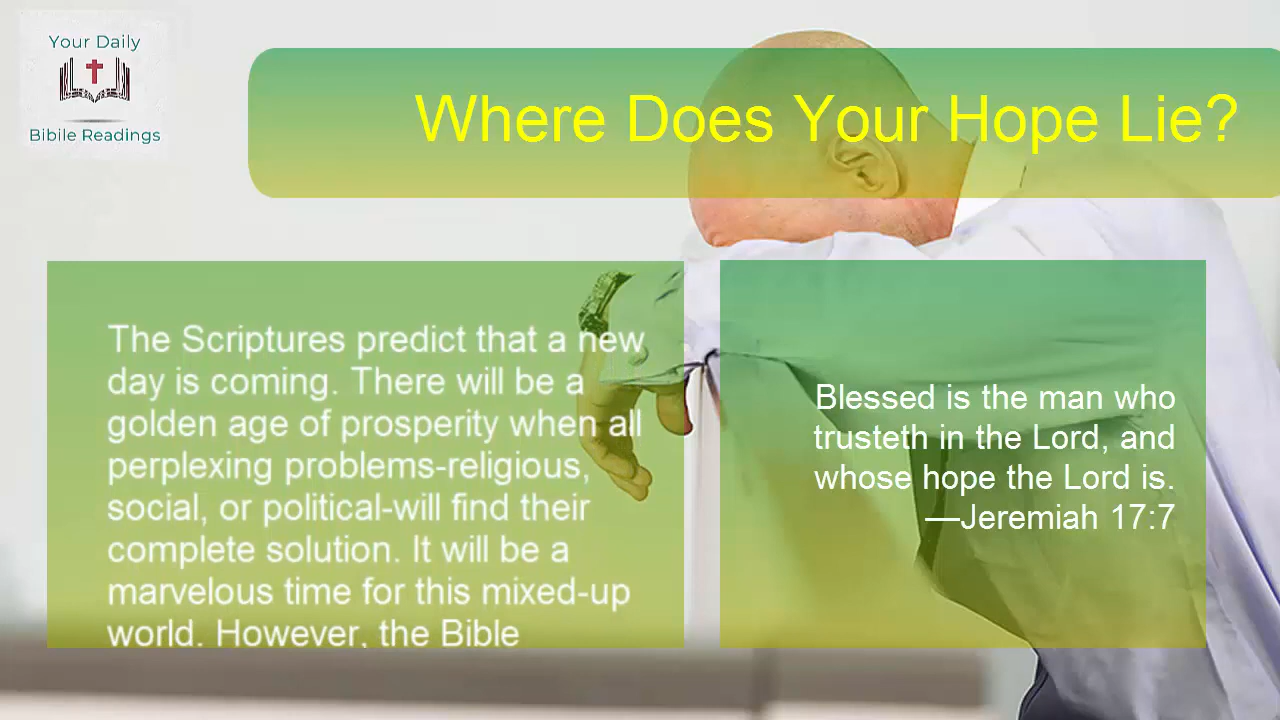 Your Daily
Bibile Readings
Where Does Your Hope Lie?
The Scriptures predict that a new
day is coming. There will be a
golden age of prosperity when all
perplexing problems-religious,
social, or political-will find their
complete solution. It will be a
marvelous time for this mixed-up
world. However, the Bible
Blessed is the man who
trusteth in the Lord, and
whose hope the Lord is.
—Jeremiah 17:7